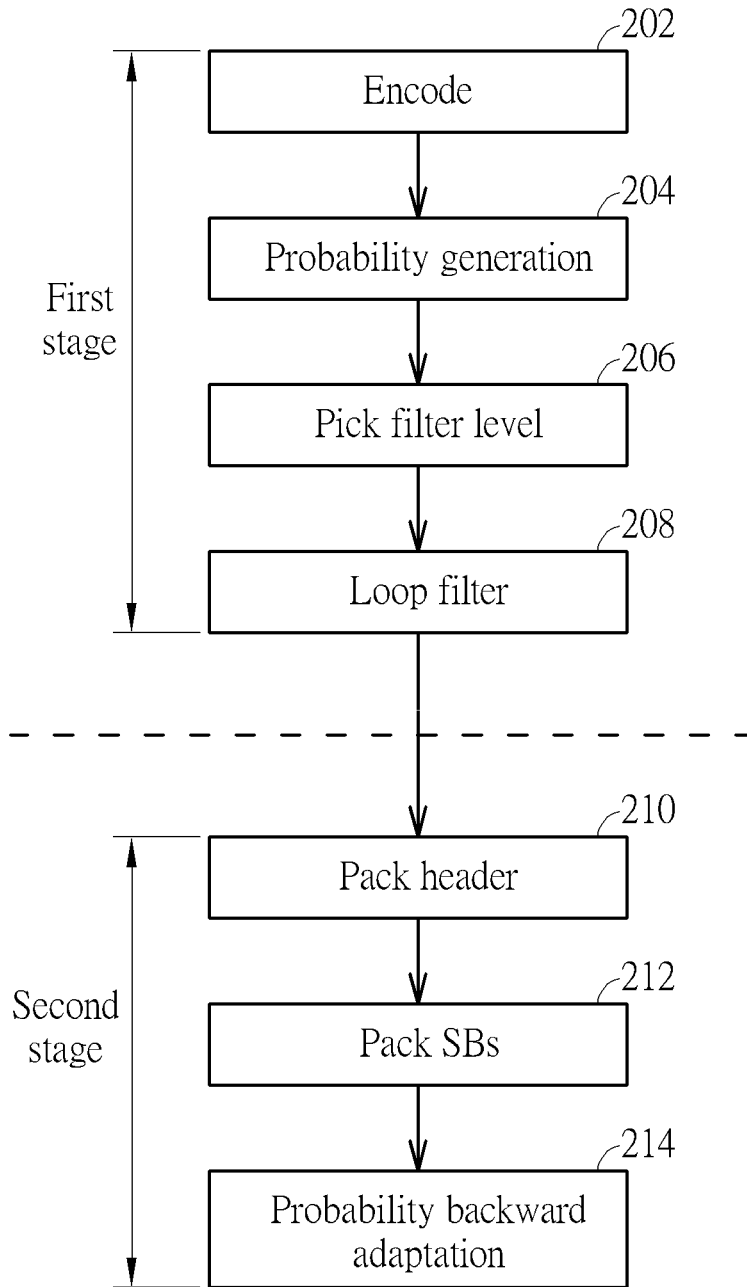 202
Encode
204
Probability generation
First
stage
206
Pick filter level
208
Loop filter
210
Pack header
212
Second
stage
Pack SBs
214
Probability backward
adaptation